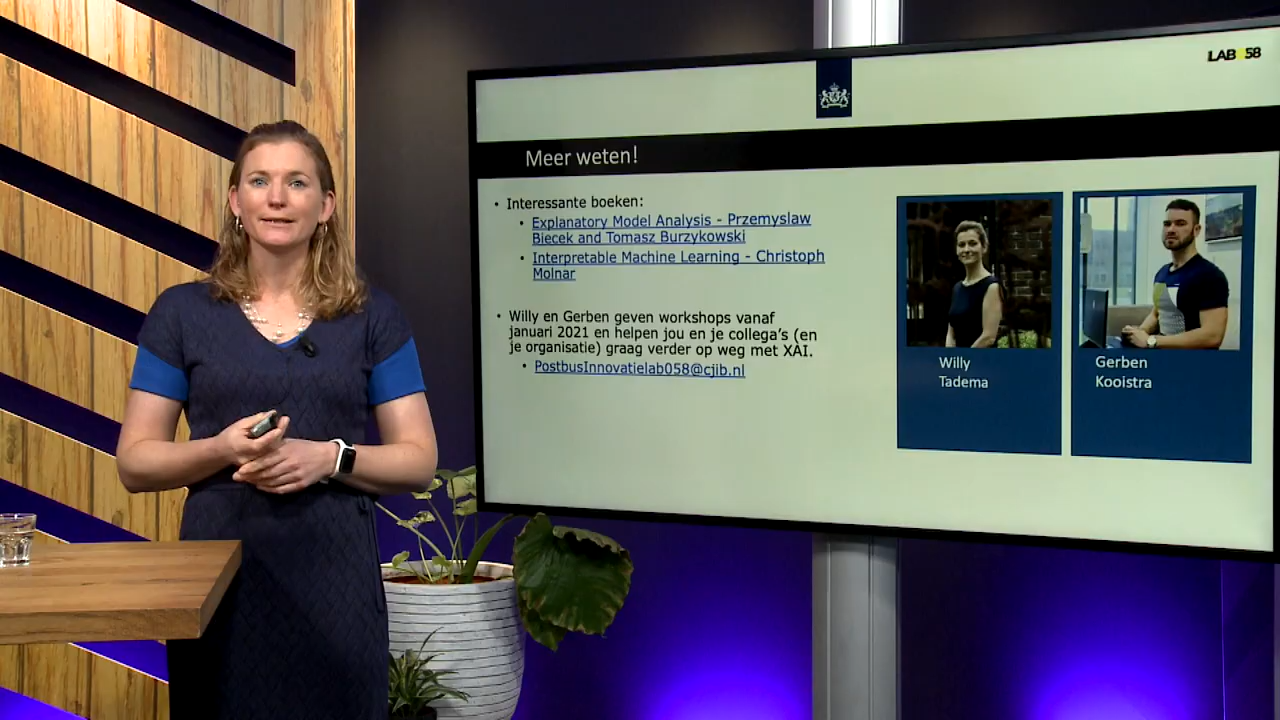 LAB058
Meer weten!
• Interessante boeken:
• Explanatory Model Analysis - Przemyslaw
Biecek and Tomasz Burzykowski
• Interpretable Machine Learning - Christoph
Molnar
• Willy en Gerben geven workshops vanaf
januari 2021 en helpen jou en je collega's (en
je organisatie) graag verder op weg met XAI.
• PostbusInnovatielab058@cjib.nl
Willy
Tadema
Gerben
Kooistra